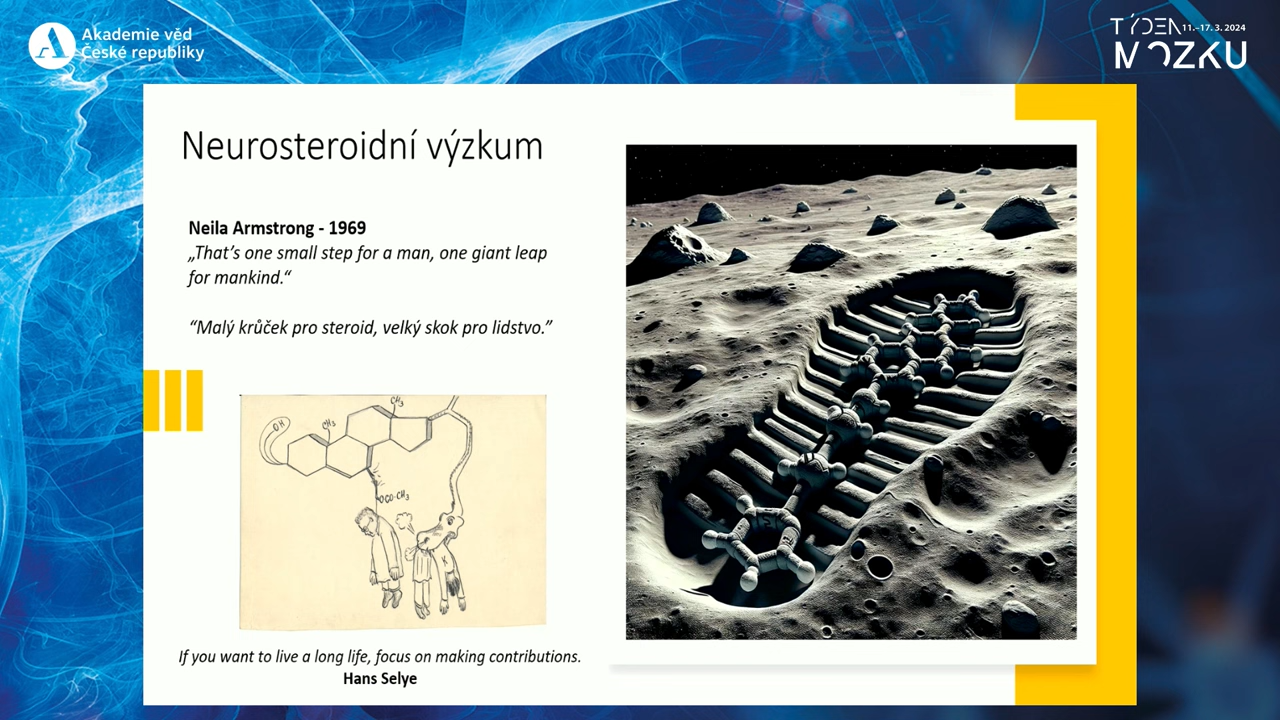 Akademie věd
České republiky
TÝDEN 11.–17. 3. 2024
MOZKU
Neurosteroidní výzkum
Neila Armstrong - 1969
„That’s one small step for a man, one giant leap
for mankind.“
“Malý krůček pro steroid, velký skok pro lidstvo.”
CH₃
OH
CH₃
OCO-CH₃
If you want to live a long life, focus on making contributions.
Hans Selye